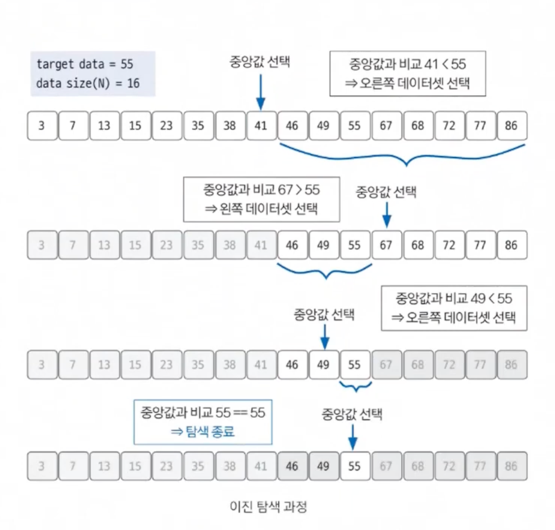 target data = 55
data size(N) = 16
중앙값 선택
중앙값과 비교 41 < 55
⇒ 오른쪽 데이터셋 선택
3 7 13 15 23 35 38 41 46 49 55 67 68 72 77 86
중앙값과 비교 67 > 55
⇒ 왼쪽 데이터셋 선택
중앙값 선택
3 7 13 15 23 35 38 41 46 49 55 67 68 72 77 86
중앙값 선택
중앙값과 비교 49 < 55
⇒ 오른쪽 데이터셋 선택
3 7 13 15 23 35 38 41 46 49 55 67 68 72 77 86
중앙값과 비교 55 == 55
⇒ 탐색 종료
중앙값 선택
3 7 13 15 23 35 38 41 46 49 55 67 68 72 77 86
이진 탐색 과정